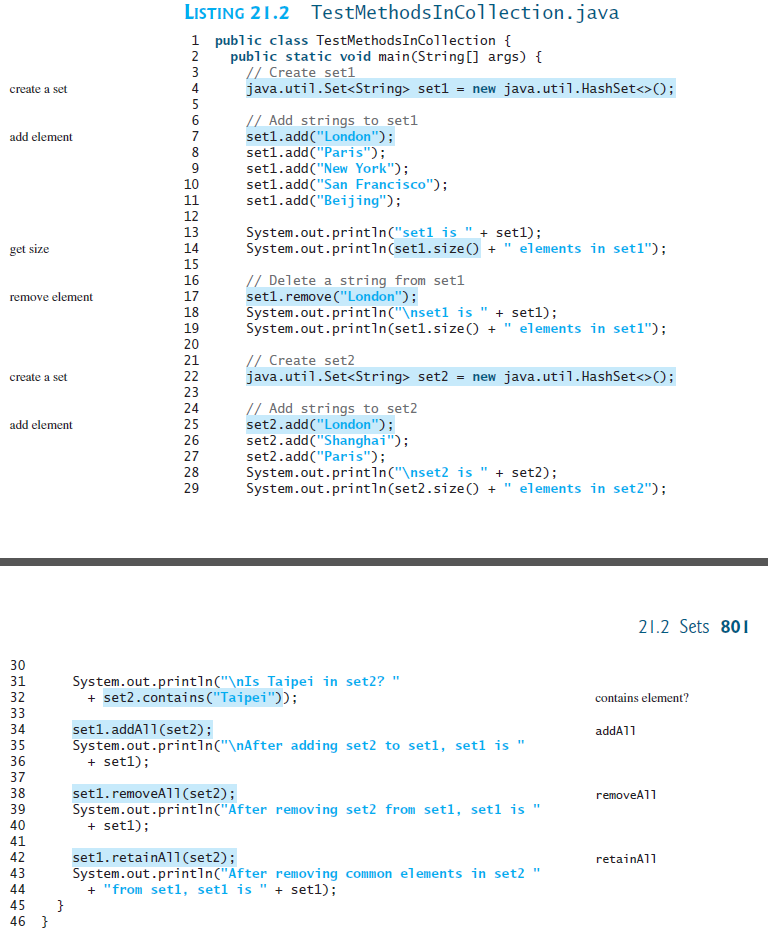 LISTING 21.2 TestMethodsInCollection.java
1 public class TestMethodsInCollection {
2 public static void main(String[] args) {
3 // Create set1
create a set 4 java.util.Set<String> set1 = new java.util.HashSet<>();
5
6 // Add strings to set1
add element 7 set1.add("London");
8 set1.add("Paris");
9 set1.add("New York");
10 set1.add("San Francisco");
11 set1.add("Beijing");
12
13 System.out.println("set1 is " + set1);
get size 14 System.out.println(set1.size() + " elements in set1");
15
16 // Delete a string from set1
remove element 17 set1.remove("London");
18 System.out.println("\nset1 is " + set1);
19 System.out.println(set1.size() + " elements in set1");
20
21 // Create set2
create a set 22 java.util.Set<String> set2 = new java.util.HashSet<>();
23
24 // Add strings to set2
add element 25 set2.add("London");
26 set2.add("Shanghai");
27 set2.add("Paris");
28 System.out.println("\nset2 is " + set2);
29 System.out.println(set2.size() + " elements in set2");
21.2 Sets 801
30
31 System.out.println("\nIs Taipei in set2? "
32 + set2.contains("Taipei")); contains element?
33
34 set1.addAll(set2); addAll
35 System.out.println("\nAfter adding set2 to set1, set1 is "
36 + set1);
37
38 set1.removeAll(set2); removeAll
39 System.out.println("After removing set2 from set1, set1 is "
40 + set1);
41
42 set1.retainAll(set2); retainAll
43 System.out.println("After removing common elements in set2 "
44 + "from set1, set1 is " + set1);
45 }
46 }